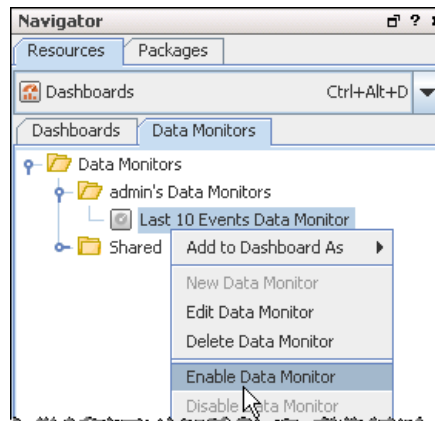 Navigator ?
Resources Packages
Dashboards Ctrl+Alt+D
Dashboards Data Monitors
Data Monitors
admin's Data Monitors
Last 10 Events Data Monitor
Shared
Add to Dashboard As
New Data Monitor
Edit Data Monitor
Delete Data Monitor
Enable Data Monitor
Disable Data Monitor